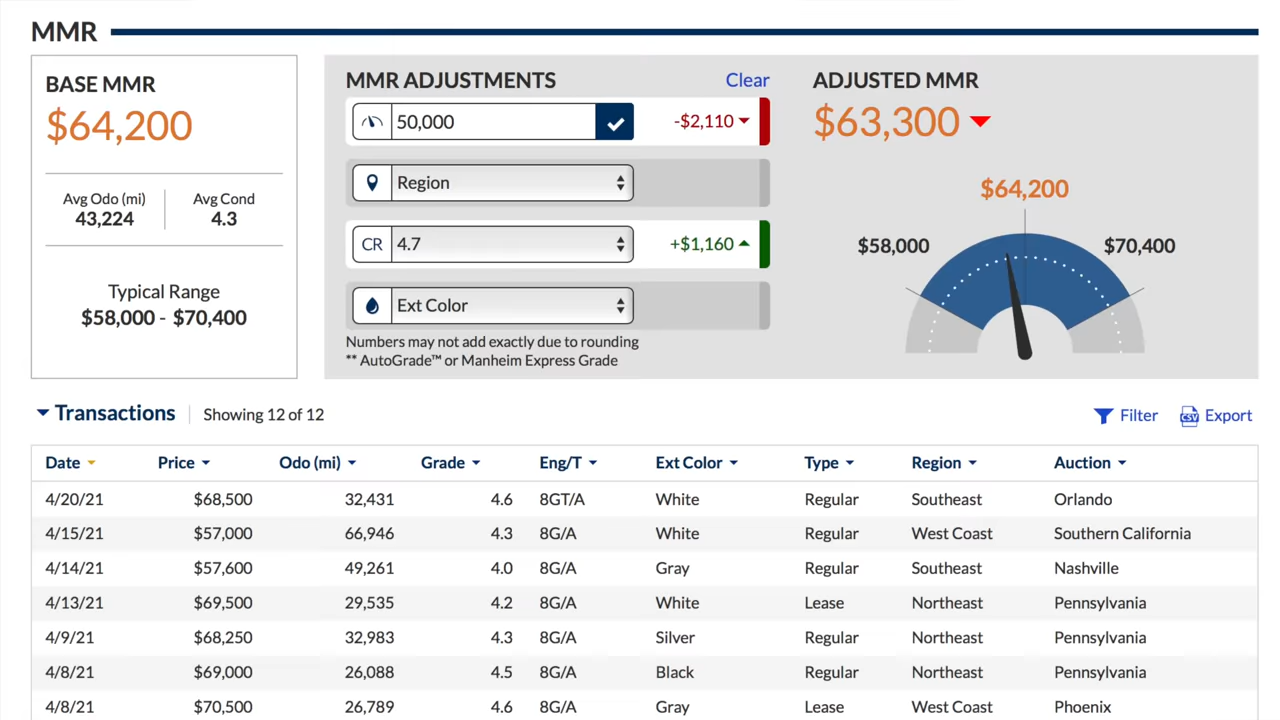 MMR
BASE MMR
$64,200
Avg Odo (mi) Avg Cond
43,224 4.3
Typical Range
$58,000 - $70,400
MMR ADJUSTMENTS Clear
50,000 -$2,110
Region
CR 4.7 +$1,160
Ext Color
Numbers may not add exactly due to rounding
** AutoGrade™ or Manheim Express Grade
ADJUSTED MMR
$63,300
$64,200
$58,000 $70,400
Transactions Showing 12 of 12 Filter CSV Export
Date Price Odo (mi) Grade Eng/T Ext Color Type Region Auction
4/20/21 $68,500 32,431 4.6 8GT/A White Regular Southeast Orlando
4/15/21 $57,000 66,946 4.3 8G/A White Regular West Coast Southern California
4/14/21 $57,600 49,261 4.0 8G/A Gray Regular Southeast Nashville
4/13/21 $69,500 29,535 4.2 8G/A White Lease Northeast Pennsylvania
4/9/21 $68,250 32,983 4.3 8G/A Silver Regular Northeast Pennsylvania
4/8/21 $69,000 26,088 4.5 8G/A Black Regular Northeast Pennsylvania
4/8/21 $70,500 26,789 4.6 8G/A Gray Lease West Coast Phoenix